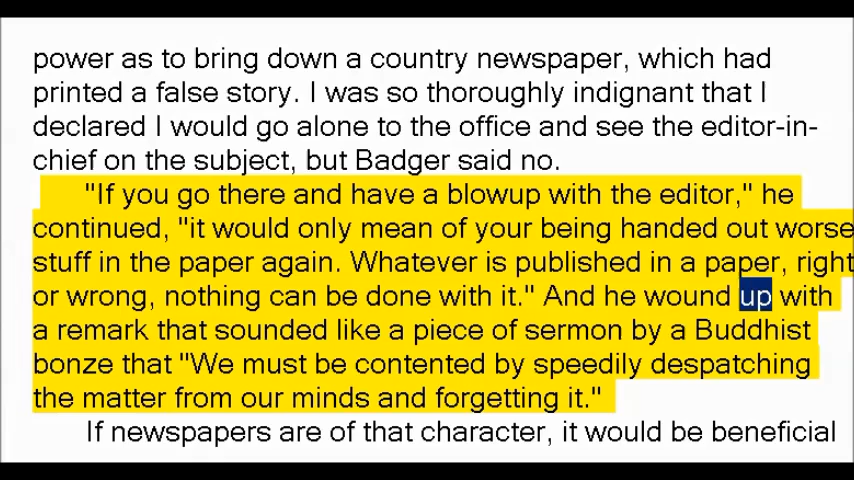 power as to bring down a country newspaper, which had
printed a false story. I was so thoroughly indignant that I
declared I would go alone to the office and see the editor-in-
chief on the subject, but Badger said no.
"If you go there and have a blowup with the editor," he
continued, "it would only mean of your being handed out worse
stuff in the paper again. Whatever is published in a paper, right
or wrong, nothing can be done with it." And he wound up with
a remark that sounded like a piece of sermon by a Buddhist
bonze that "We must be contented by speedily despatching
the matter from our minds and forgetting it."
If newspapers are of that character, it would be beneficial